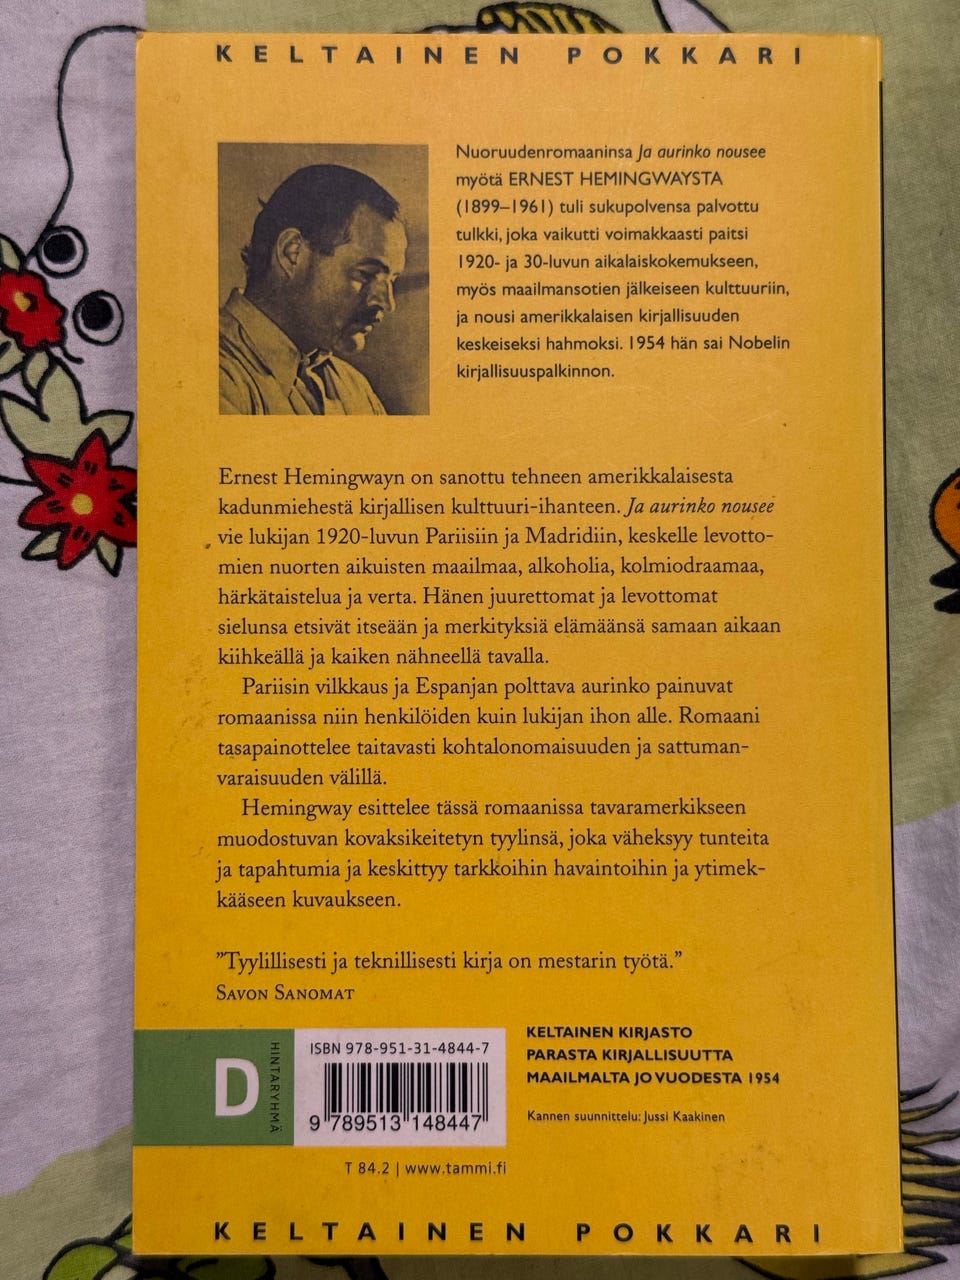 KELTAINEN POKKARI
Nuoruudenromaaninsa Ja aurinko nousee
myötä ERNEST HEMINGWAYSTA
(1899–1961) tuli sukupolvensa palvottu
tulkki, joka vaikutti voimakkaasti paitsi
1920- ja 30-luvun aikalaiskokemukseen,
myös maailmansotien jälkeiseen kulttuuriin,
ja nousi amerikkalaisen kirjallisuuden
keskeiseksi hahmoksi. 1954 hän sai Nobelin
kirjallisuuspalkinnon.
Ernest Hemingwayn on sanottu tehneen amerikkalaisesta
kadunmiehestä kirjallisen kulttuuri-ihanteen. Ja aurinko nousee
vie lukijan 1920-luvun Pariisiin ja Madridiin, keskelle levotto-
mien nuorten aikuisten maailmaa, alkoholia, kolmiodraamaa,
härkätaistelua ja verta. Hänen juurettomat ja levottomat
sielunsa etsivät itseään ja merkityksiä elämäänsä samaan aikaan
kiihkeällä ja kaiken nähneellä tavalla.
Pariisin vilkkaus ja Espanjan polttava aurinko painuvat
romaanissa niin henkilöiden kuin lukijan ihon alle. Romaani
tasapainottelee taitavasti kohtalonomaisuuden ja sattuman-
varaisuuden välillä.
Hemingway esittelee tässä romaanissa tavaramerkikseen
muodostuvan kovaksikeitetyn tyylinsä, joka väheksyy tunteita
ja tapahtumia ja keskittyy tarkkoihin havaintoihin ja ytimek-
kääseen kuvaukseen.
”Tyylillisesti ja teknillisesti kirja on mestarin työtä.”
SAVON SANOMAT
D
HINTARYHMÄ
ISBN 978-951-31-4844-7
9 789513 148447
KELTAINEN KIRJASTO
PARASTA KIRJALLISUUTTA
MAAILMALTA JO VUODESTA 1954
Kannen suunnittelu: Jussi Kaakinen
T 84.2 | www.tammi.fi
KELTAINEN POKKARI